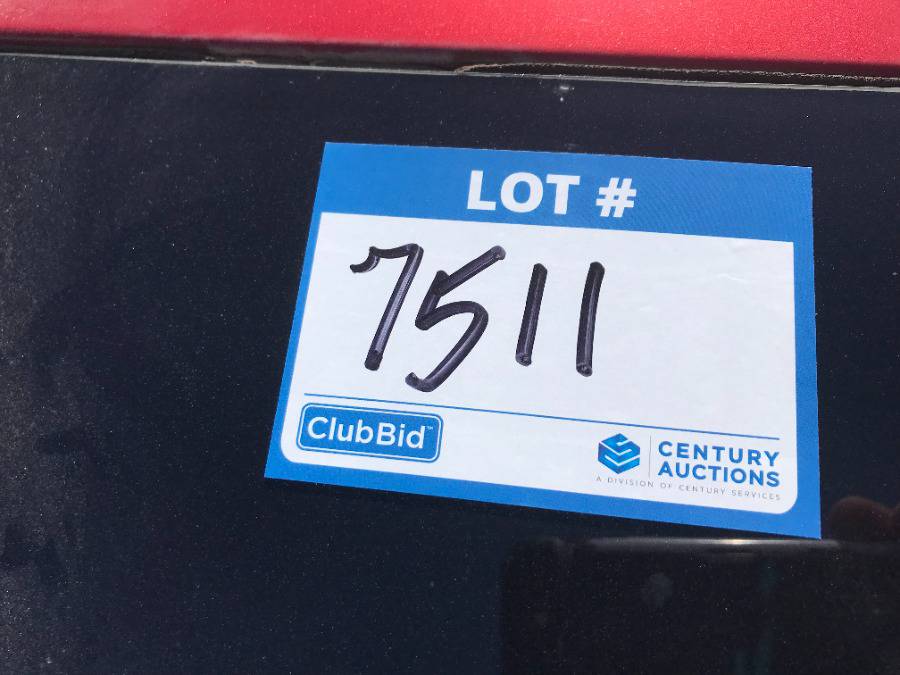 LOT #
7511
ClubBid™
CENTURY
AUCTIONS
A DIVISION OF CENTURY SERVICES